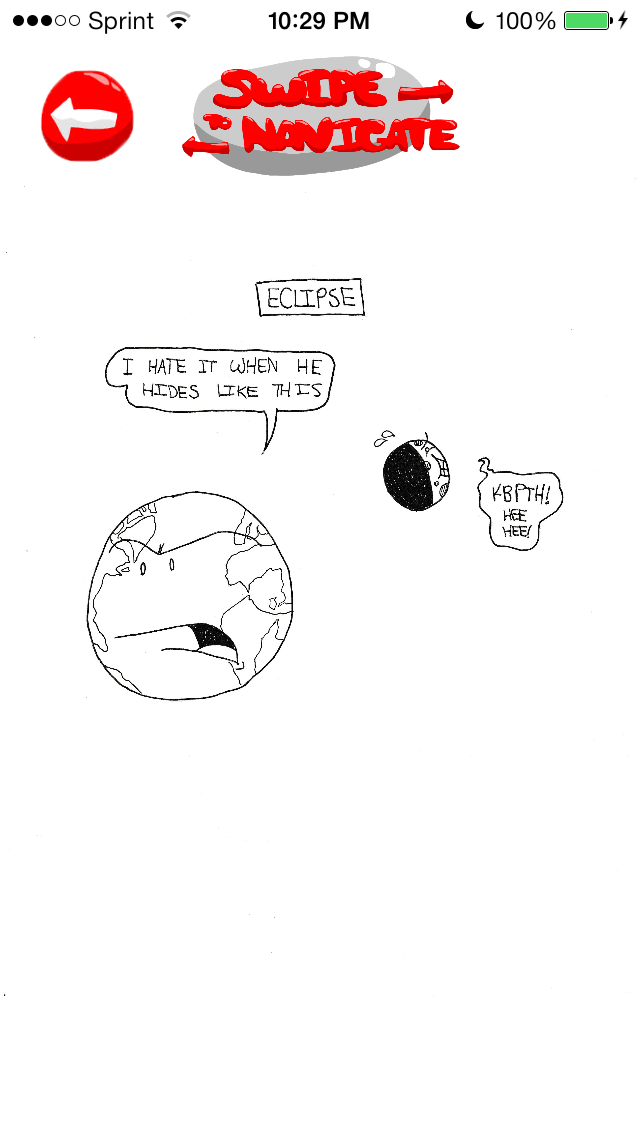 Sprint 10:29 PM 100%
SWIPE
TO NAVIGATE
ECLIPSE
I HATE IT WHEN HE
HIDES LIKE THIS
KBPTH!
HEE
HEE!